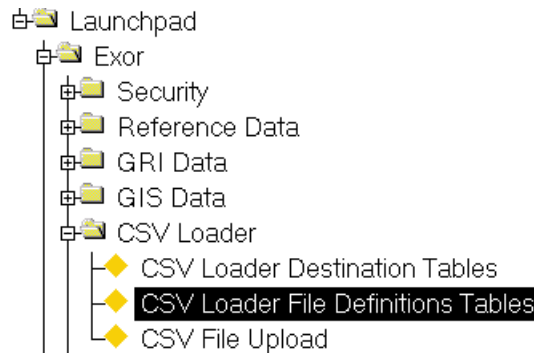 Launchpad
Exor
Security
Reference Data
GRI Data
GIS Data
CSV Loader
CSV Loader Destination Tables
CSV Loader File Definitions Tables
CSV File Upload